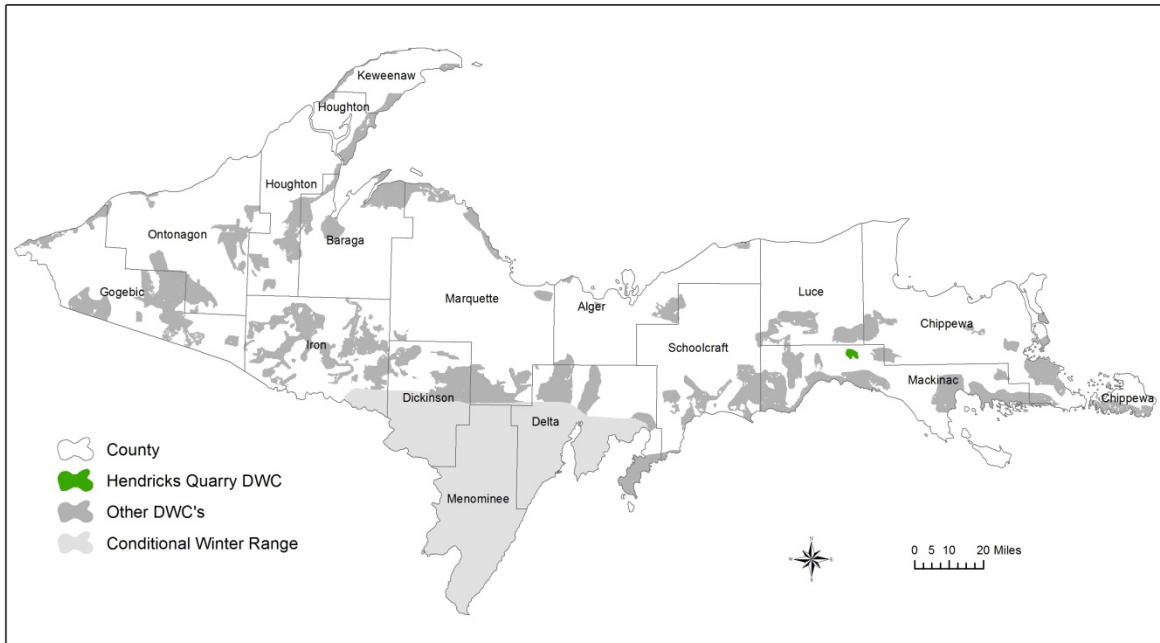 Keweenaw
Houghton
Houghton
Ontonagon
Baraga
Gogebic
Marquette
Alger
Luce
Chippewa
Iron
Schoolcraft
Mackinac
Dickinson
Chippewa
Delta
Menominee
County
Hendricks Quarry DWC
Other DWC's
Conditional Winter Range
N
W E
S
0 5 10 20 Miles